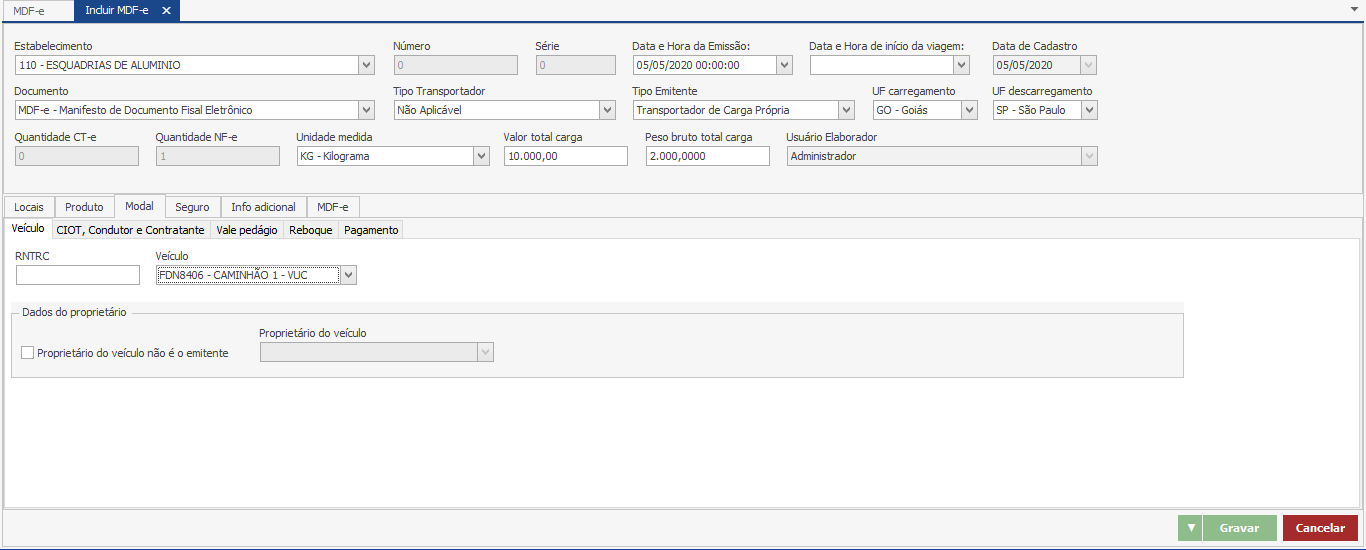 MDF-e Incluir MDF-e ✕
Estabelecimento Número Série Data e Hora da Emissão: Data e Hora de início da viagem: Data de Cadastro
110 - ESQUADRIAS DE ALUMINIO 0 0 05/05/2020 00:00:00 05/05/2020
Documento Tipo Transportador Tipo Emitente UF carregamento UF descarregamento
MDF-e - Manifesto de Documento Fisal Eletrônico Não Aplicável Transportador de Carga Própria GO - Goiás SP - São Paulo
Quantidade CT-e Quantidade NF-e Unidade medida Valor total carga Peso bruto total carga Usuário Elaborador
0 1 KG - Kilograma 10.000,00 2.000,0000 Administrador
Locais Produto Modal Seguro Info adicional MDF-e
Veículo CIOT, Condutor e Contratante Vale pedágio Reboque Pagamento
RNTRC Veículo
FDN8406 - CAMINHÃO 1 - VUC
Dados do proprietário
Proprietário do veículo
Proprietário do veículo não é o emitente
Gravar Cancelar